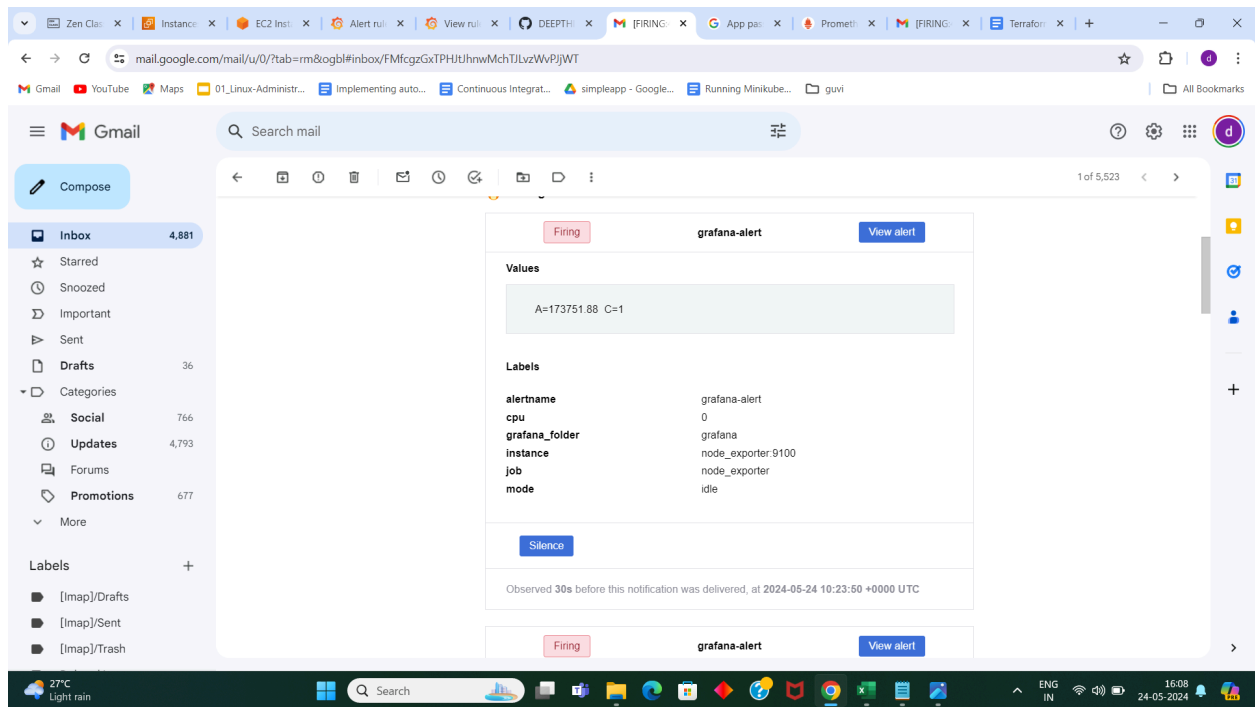 Zen Clas
Instance
EC2 Inst
Alert rul
View rul
DEEPTHI
[FIRING:
App pas
Prometh
[FIRING:
Terraform
mail.google.com/mail/u/0/?tab=rm&ogbl#inbox/FMfcgzGxTPHJtJhnwMchTJLvzWvPJjWT
d
Gmail YouTube Maps 01_Linux-Administr... Implementing auto... Continuous Integrat... simpleapp - Google... Running Minikube... guvi All Bookmarks
Gmail
Search mail
d
Compose
1 of 5,523
Inbox 4,881
Starred
Snoozed
Important
Sent
Drafts 36
Categories
Social 766
Updates 4,793
Forums
Promotions 677
More
Labels
[Imap]/Drafts
[Imap]/Sent
[Imap]/Trash
31
Firing grafana-alert View alert
Values
A=173751.88 C=1
Labels
alertname grafana-alert
cpu 0
grafana_folder grafana
instance node_exporter:9100
job node_exporter
mode idle
Silence
Observed 30s before this notification was delivered, at 2024-05-24 10:23:50 +0000 UTC
Firing grafana-alert View alert
27°C
Light rain
Search
ENG
IN
16:08
24-05-2024